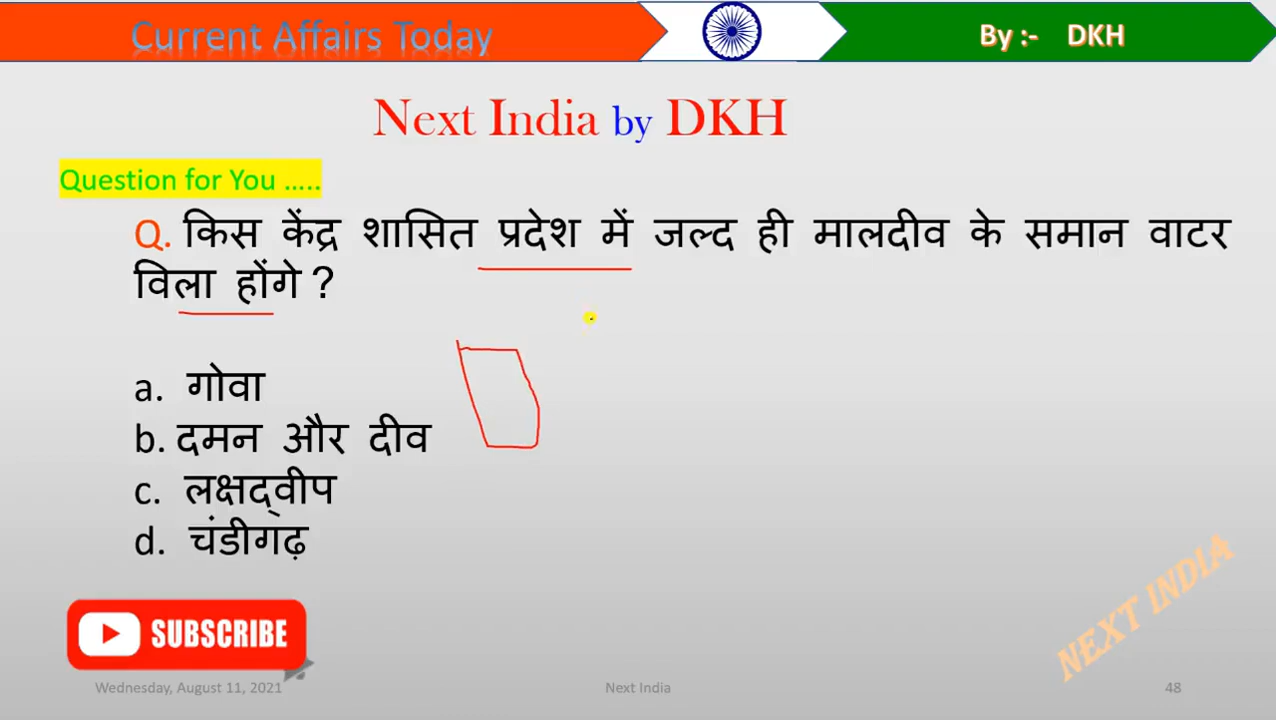 Current Affairs Today
By :- DKH
Next India by DKH
Question for You .....
Q. किस केंद्र शासित प्रदेश में जल्द ही मालदीव के समान वाटर
विला होंगे ?
a. गोवा
b. दमन और दीव
c. लक्षद्वीप
d. चंडीगढ़
SUBSCRIBE
NEXT INDIA
Wednesday, August 11, 2021 Next India 48